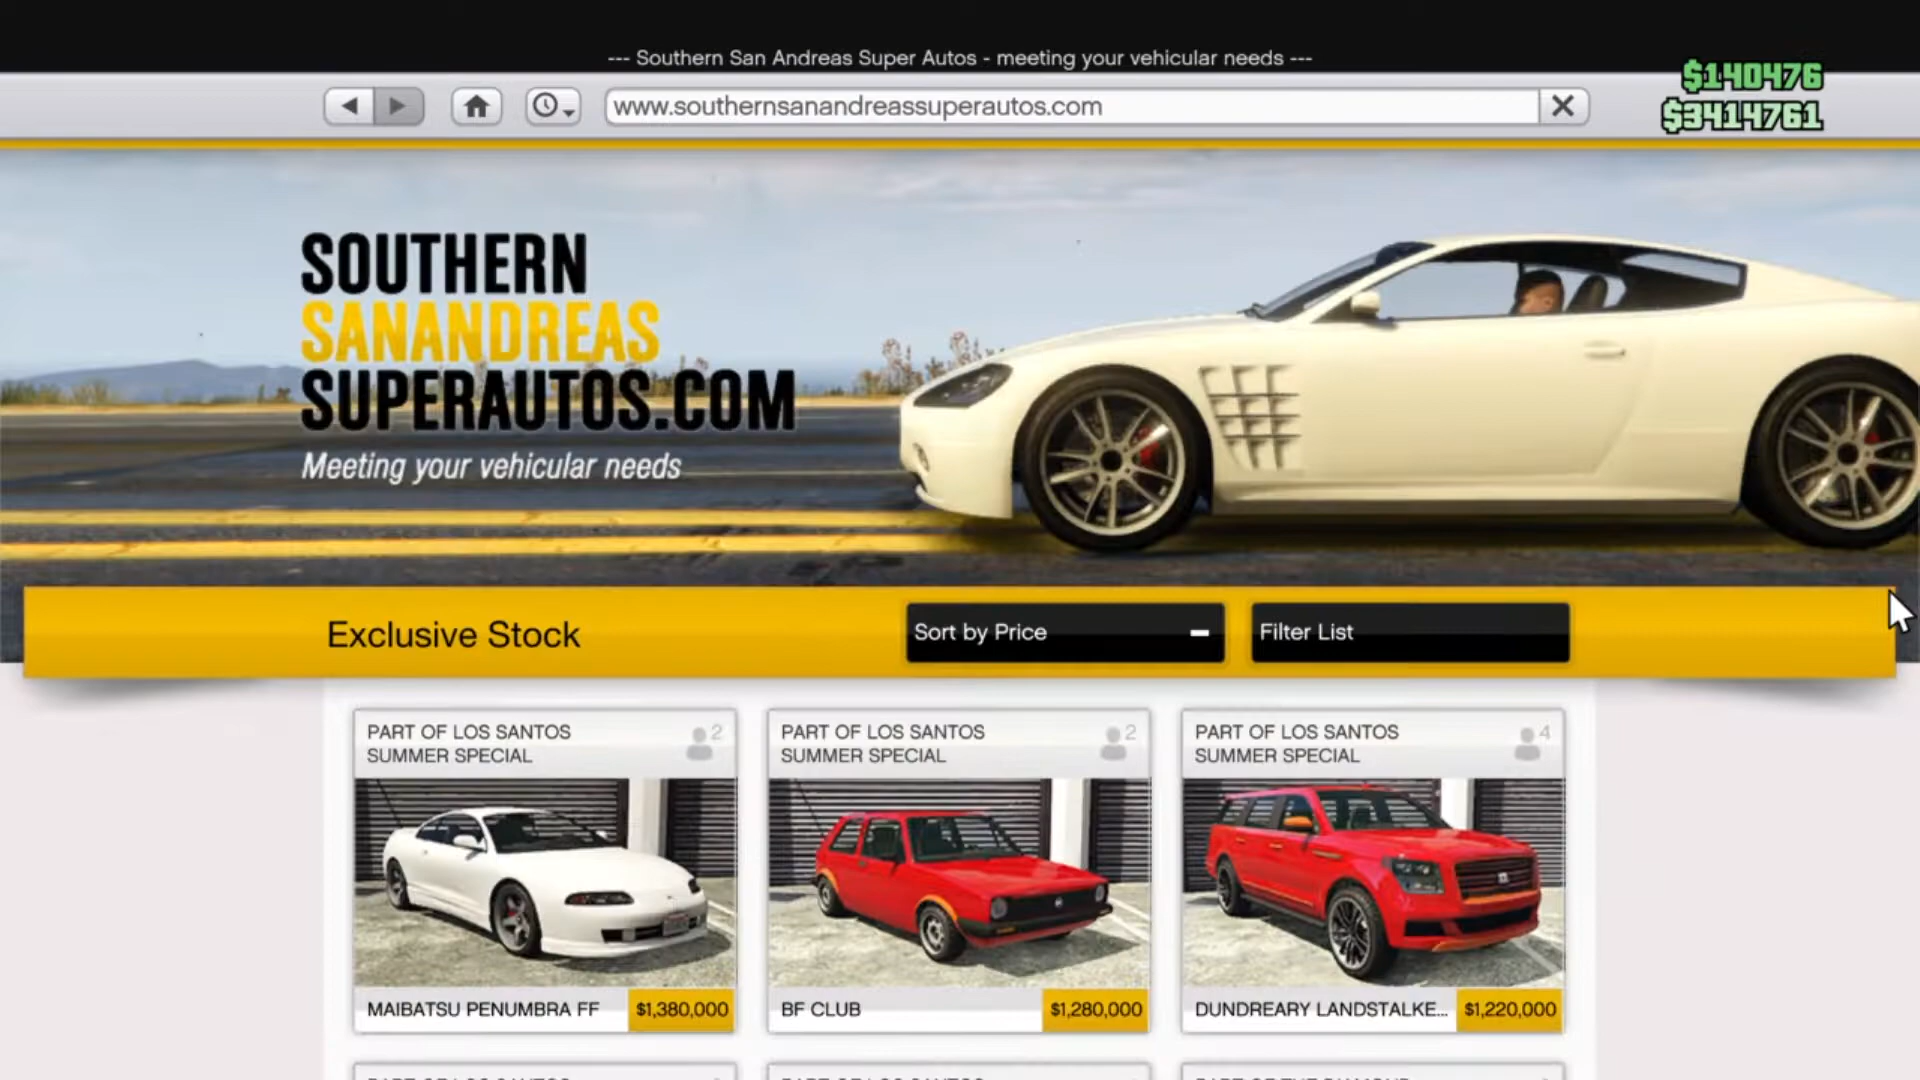 --- Southern San Andreas Super Autos - meeting your vehicular needs ---
$140476
www.southernsanandreassuperautos.com
$3414761
SOUTHERN
SANANDREAS
SUPERAUTOS.COM
Meeting your vehicular needs
Exclusive Stock
Sort by Price
Filter List
PART OF LOS SANTOS
SUMMER SPECIAL
2
PART OF LOS SANTOS
SUMMER SPECIAL
2
PART OF LOS SANTOS
SUMMER SPECIAL
4
MAIBATSU PENUMBRA FF
$1,380,000
BF CLUB
$1,280,000
DUNDREARY LANDSTALKE...
$1,220,000